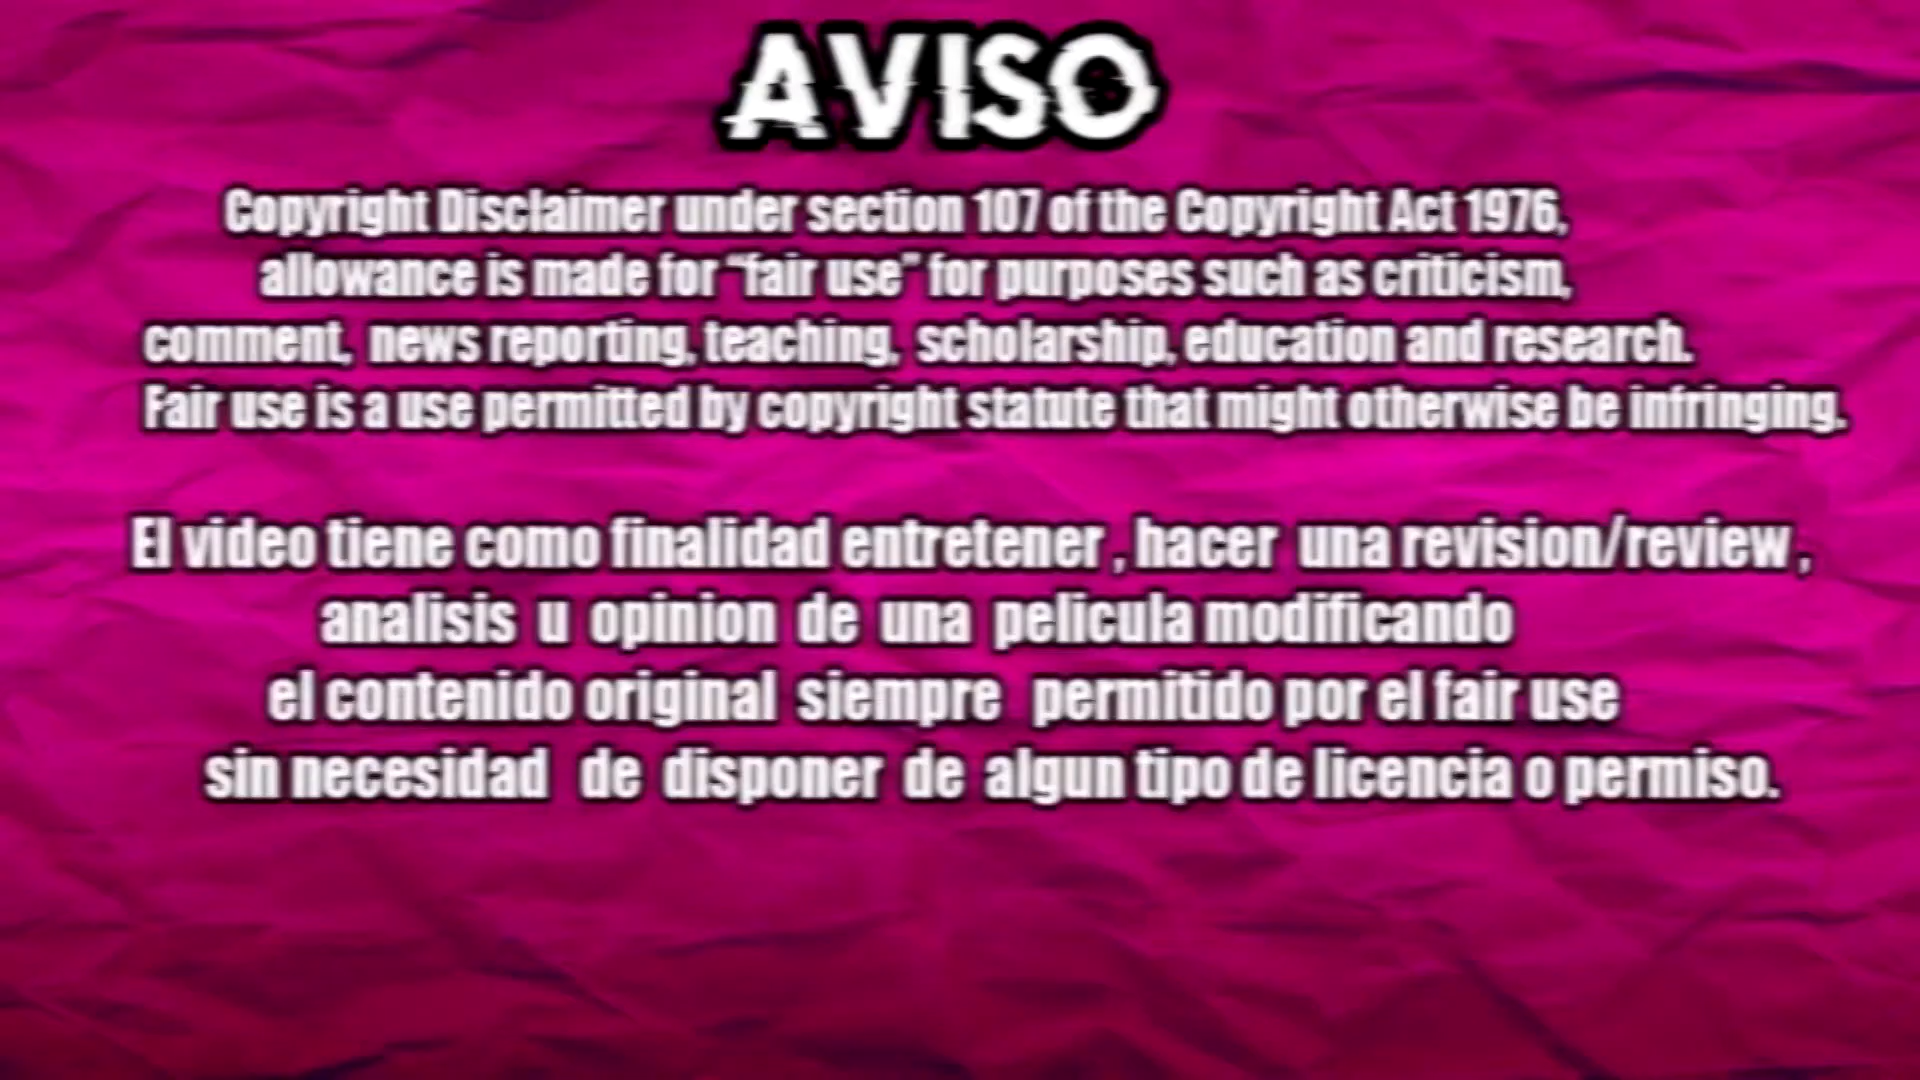 AVISO
Copyright Disclaimer under section 107 of the Copyright Act 1976,
allowance is made for “fair use” for purposes such as criticism,
comment, news reporting, teaching, scholarship, education and research.
Fair use is a use permitted by copyright statute that might otherwise be infringing.
El video tiene como finalidad entretener , hacer una revision/review ,
analisis u opinion de una pelicula modificando
el contenido original siempre permitido por el fair use
sin necesidad de disponer de algun tipo de licencia o permiso.